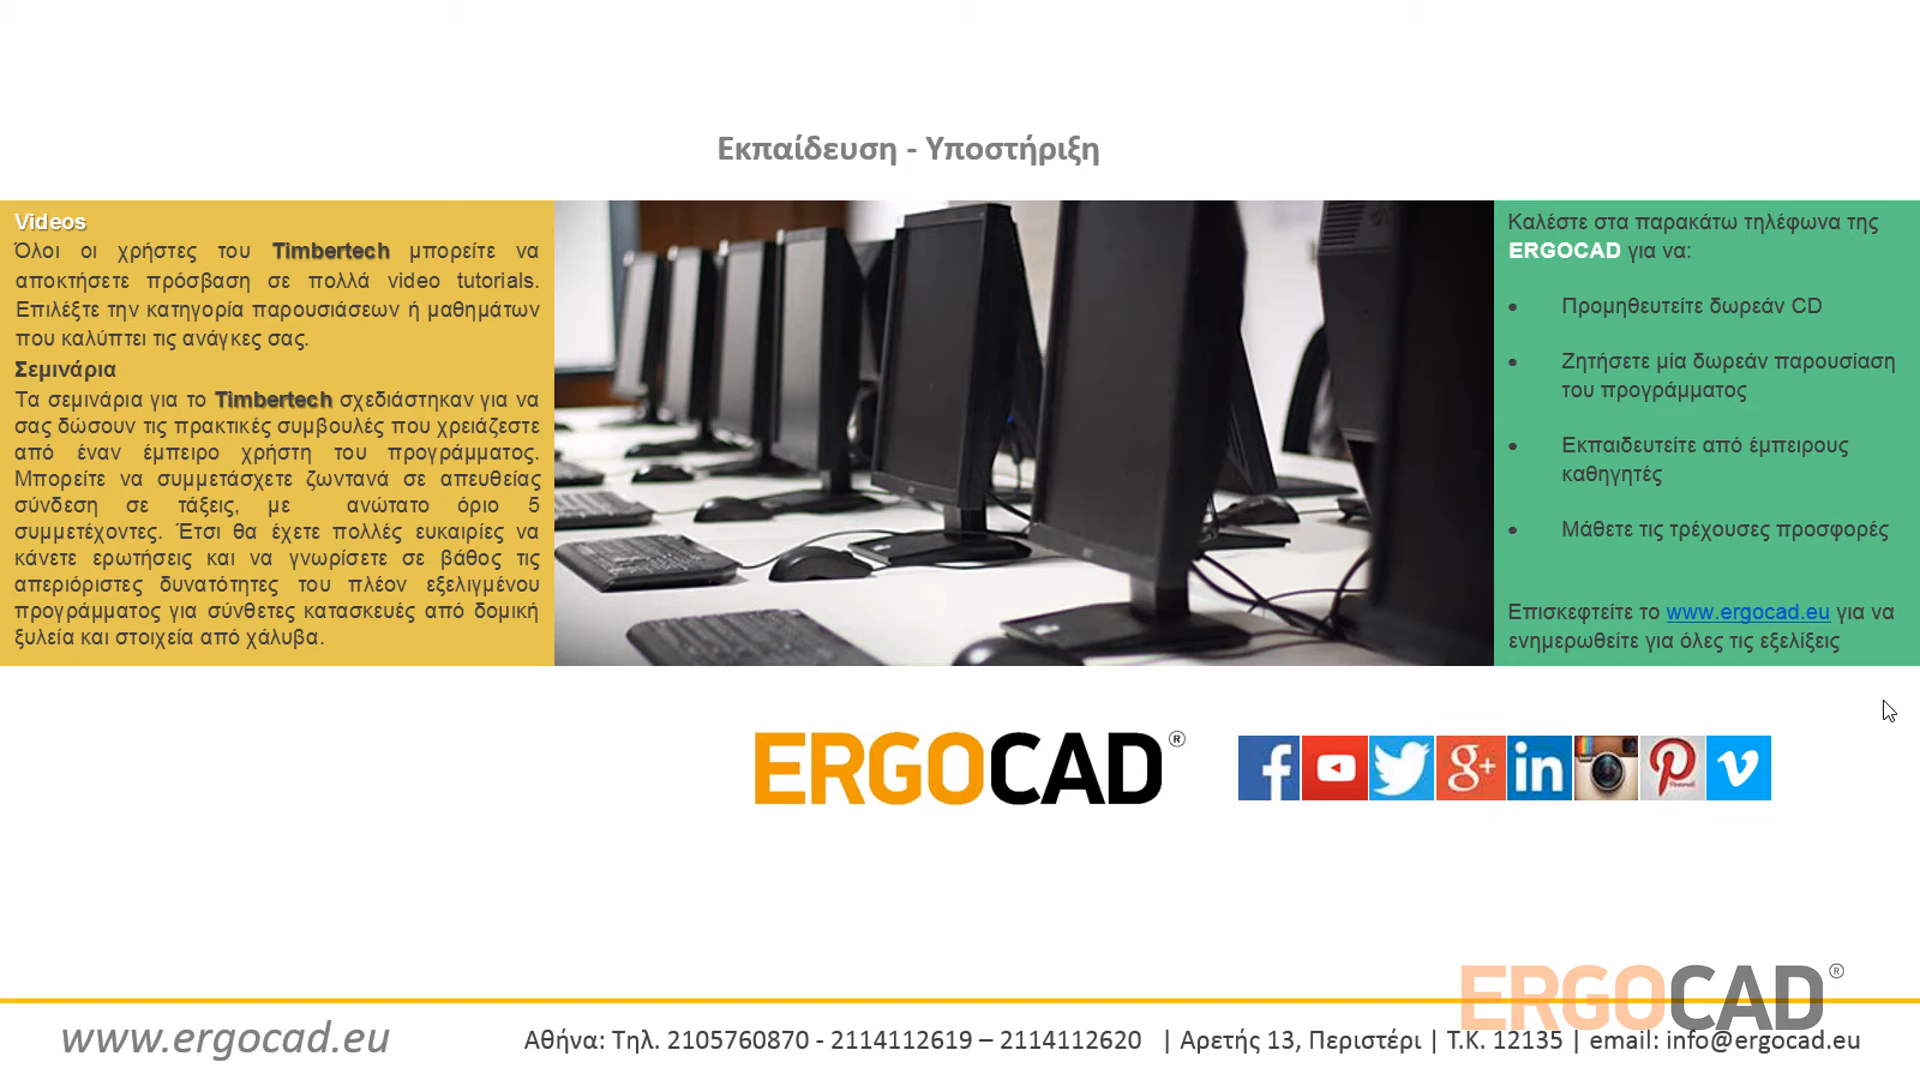 Εκπαίδευση - Υποστήριξη
Videos
Όλοι οι χρήστες του Timbertech μπορείτε να
αποκτήσετε πρόσβαση σε πολλά video tutorials.
Επιλέξτε την κατηγορία παρουσιάσεων ή μαθημάτων
που καλύπτει τις ανάγκες σας.
Σεμινάρια
Τα σεμινάρια για το Timbertech σχεδιάστηκαν για να
σας δώσουν τις πρακτικές συμβουλές που χρειάζεστε
από έναν έμπειρο χρήστη του προγράμματος.
Μπορείτε να συμμετάσχετε ζωντανά σε απευθείας
σύνδεση σε τάξεις, με ανώτατο όριο 5
συμμετέχοντες. Έτσι θα έχετε πολλές ευκαιρίες να
κάνετε ερωτήσεις και να γνωρίσετε σε βάθος τις
απεριόριστες δυνατότητες του πλέον εξελιγμένου
προγράμματος για σύνθετες κατασκευές από δομική
ξυλεία και στοιχεία από χάλυβα.
Καλέστε στα παρακάτω τηλέφωνα της
ERGOCAD για να:
• Προμηθευτείτε δωρεάν CD
• Ζητήσετε μία δωρεάν παρουσίαση
του προγράμματος
• Εκπαιδευτείτε από έμπειρους
καθηγητές
• Μάθετε τις τρέχουσες προσφορές
Επισκεφτείτε το www.ergocad.eu για να
ενημερωθείτε για όλες τις εξελίξεις
ERGOCAD®
f g+ in Pinterest v
ERGOCAD®
www.ergocad.eu
Αθήνα: Τηλ. 2105760870 - 2114112619 – 2114112620 | Αρετής 13, Περιστέρι | Τ.Κ. 12135 | email: info@ergocad.eu